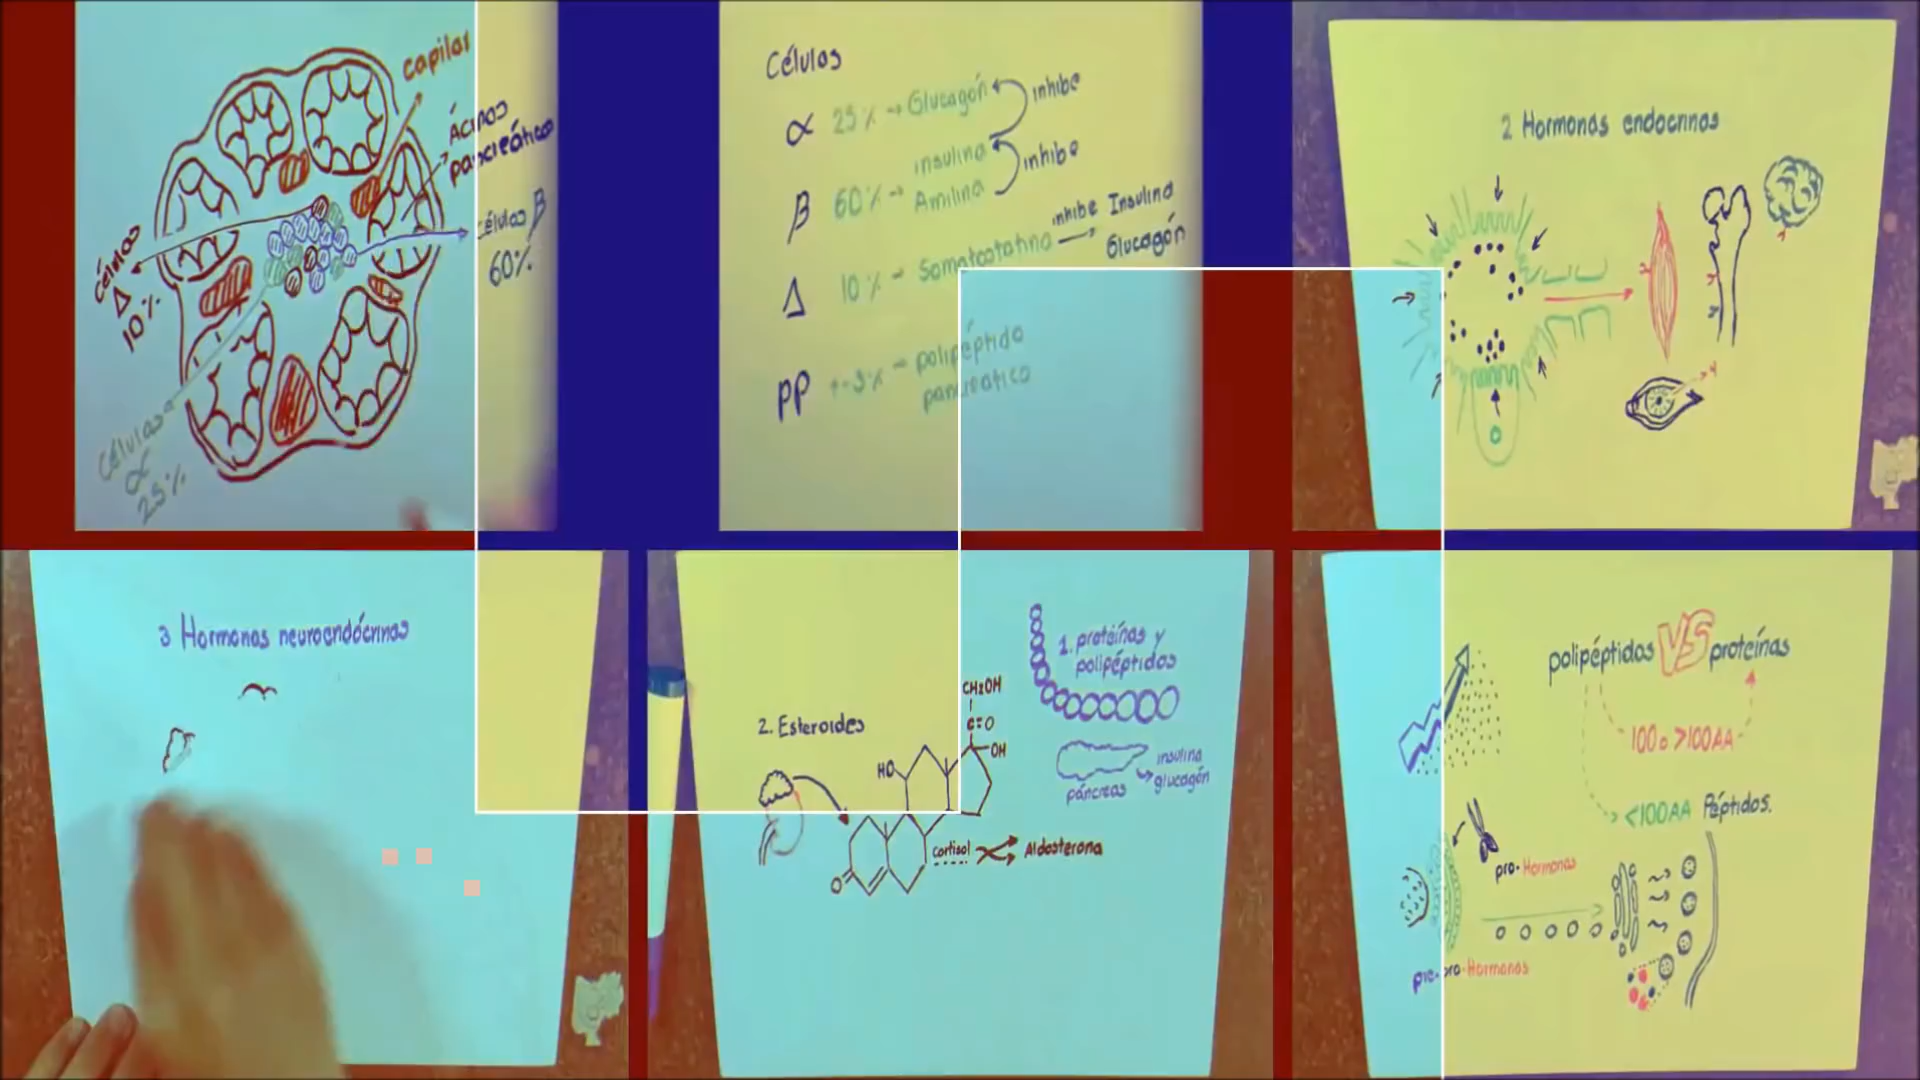 capilar
Ácinos
pancreáticos
células β
60%
Células
Δ
10%
Células
α
25%
Células
α 25% → Glucagón
inhibe
β 60% → insulina
Amilina
inhibe
Δ 10% → Somatostatina
inhibe Insulina
Glucagón
PP +-3% → polipéptido
pancreatico
2 Hormonas endocrinas
3 Hormonas neuroendócrinas
1. proteínas y
polipéptidos
CH2OH
C=O
OH
HO
O
2. Esteroides
páncreas
insulina
glucagón
Cortisol
Aldosterona
polipéptidos VS proteínas
100 o >100AA
<100AA Péptidos.
pro-Hormonas
pre-pro-Hormonas